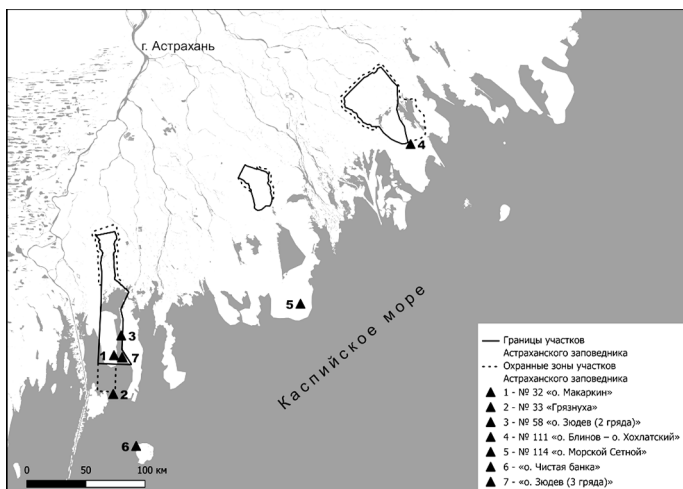 г. Астрахань
4
5
3
1
7
2
6
Каспийское море
0 50 100 км
Границы участков
Астраханского заповедника
Охранные зоны участков
Астраханского заповедника
1 - № 32 «о. Макаркин»
2 - № 33 «Грязнуха»
3 - № 58 «о. Зюдев (2 гряда)»
4 - № 111 «о. Блинов – о. Хохлатский»
5 - № 114 «о. Морской Сетной»
6 - «о. Чистая банка»
7 - «о. Зюдев (3 гряда)»